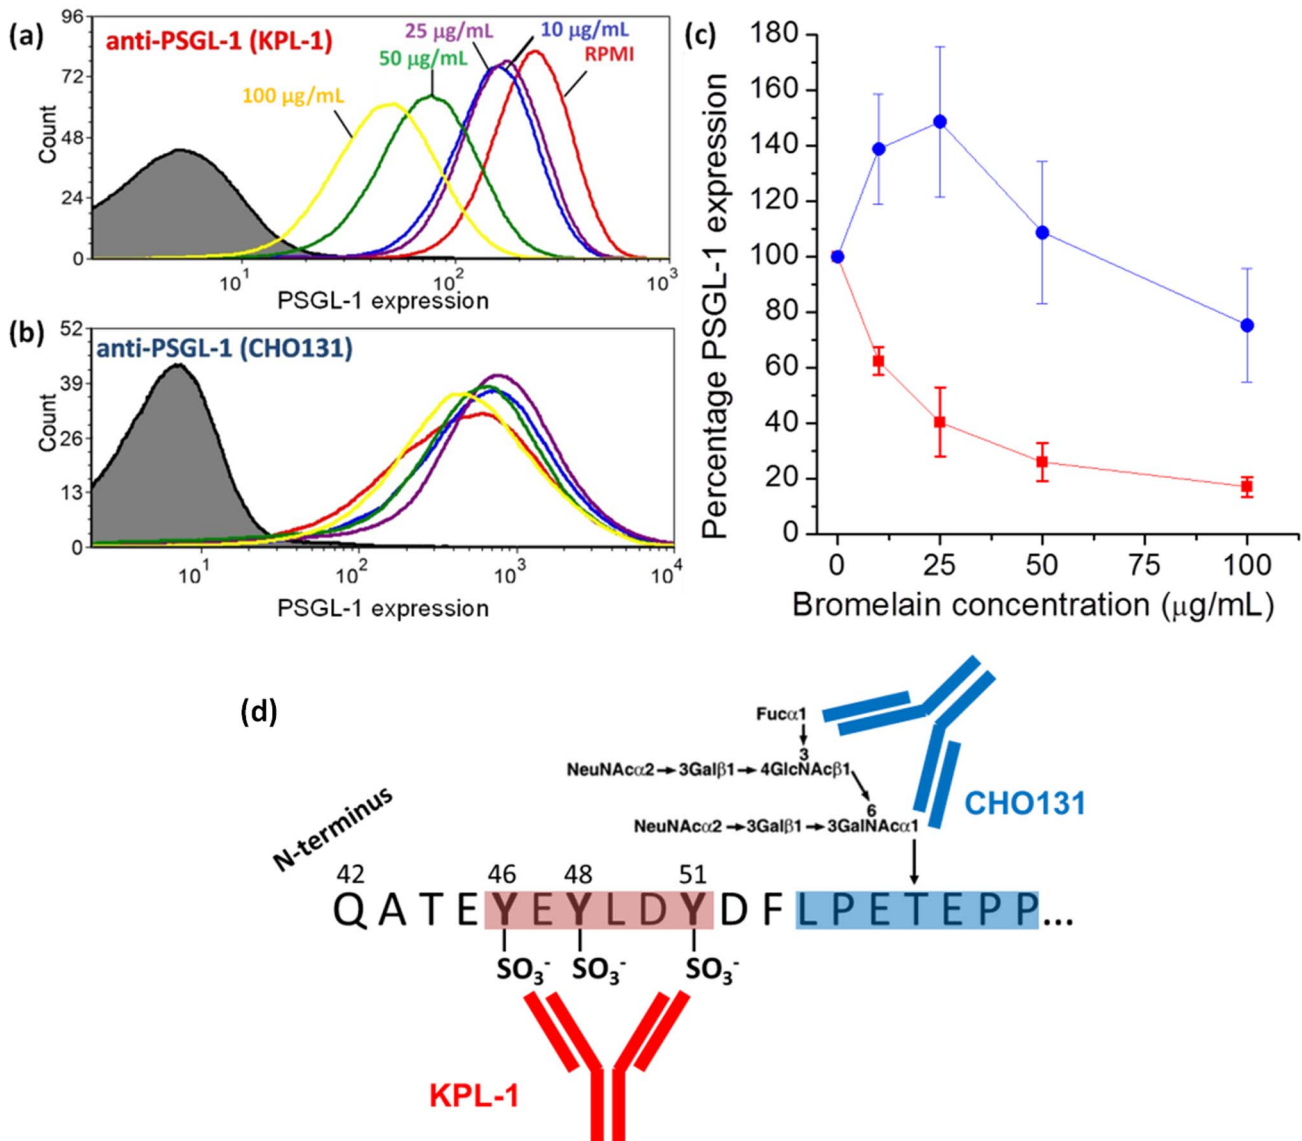 (a)
anti-PSGL-1 (KPL-1)
25 µg/mL
10 µg/mL
50 µg/mL
RPMI
100 µg/mL
Count
96
72
48
24
0
10¹
10²
10³
PSGL-1 expression
(b)
anti-PSGL-1 (CHO131)
Count
52
39
26
13
0
10¹
10²
10³
10⁴
PSGL-1 expression
(c)
Percentage PSGL-1 expression
180
160
140
120
100
80
60
40
20
0
0 25 50 75 100
Bromelain concentration (µg/mL)
(d)
Fucα1
3
NeuNAcα2→3Galβ1→4GlcNAcβ1
6
NeuNAcα2→3Galβ1→3GalNAcα1
CHO131
N-terminus
42 46 48 51
Q A T E Y E Y L D Y D F L P E T E P P...
SO₃⁻ SO₃⁻ SO₃⁻
KPL-1